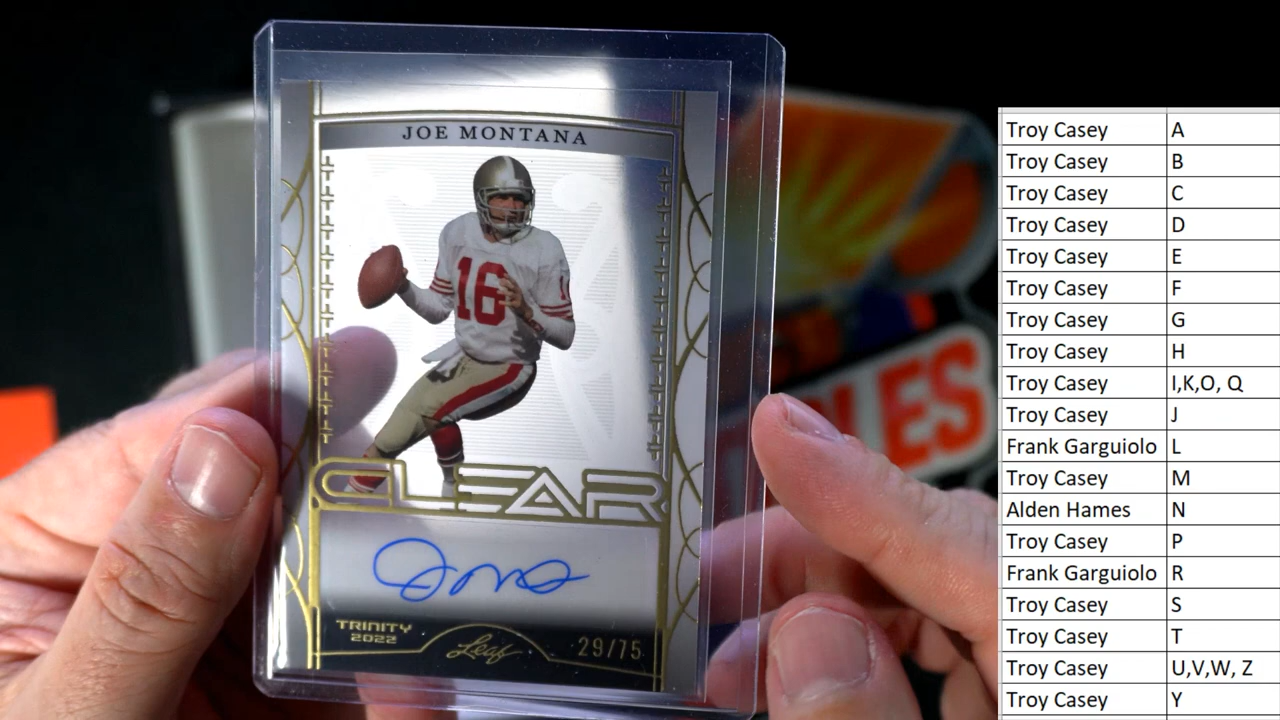 JOE MONTANA
16
CLEAR
TRINITY
2022
Leaf
29/75
LES
Troy Casey A
Troy Casey B
Troy Casey C
Troy Casey D
Troy Casey E
Troy Casey F
Troy Casey G
Troy Casey H
Troy Casey I,K,O, Q
Troy Casey J
Frank Garguiolo L
Troy Casey M
Alden Hames N
Troy Casey P
Frank Garguiolo R
Troy Casey S
Troy Casey T
Troy Casey U,V,W, Z
Troy Casey Y